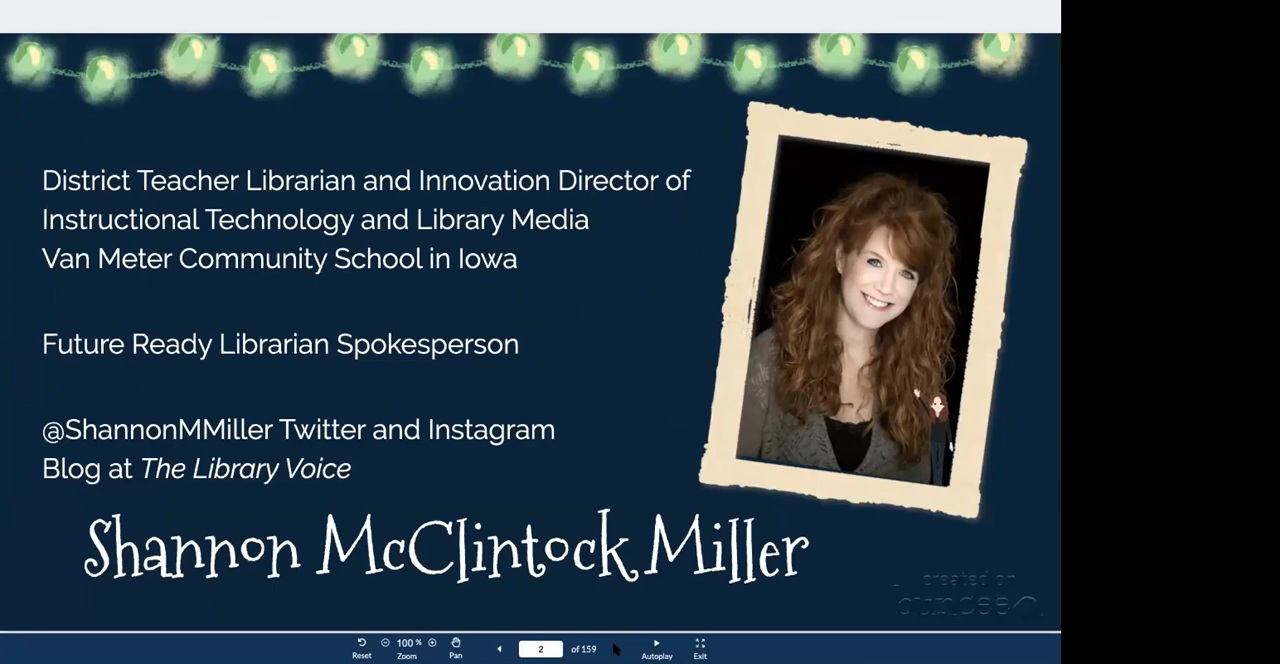 District Teacher Librarian and Innovation Director of
Instructional Technology and Library Media
Van Meter Community School in Iowa
Future Ready Librarian Spokesperson
@ShannonMMiller Twitter and Instagram
Blog at The Library Voice
Shannon McClintock Miller
created on
Reset
100 %
Zoom
Pan
2 of 159
Autoplay
Exit